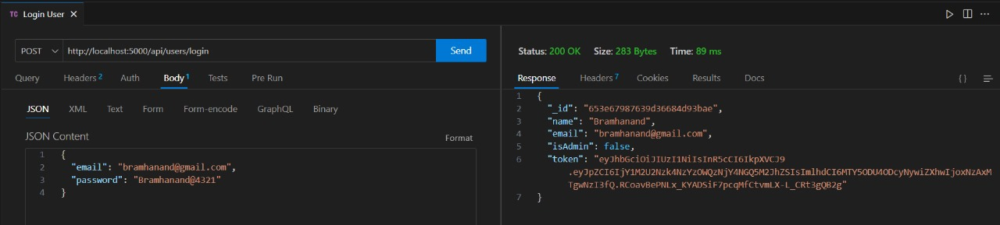 TC Login User
POST http://localhost:5000/api/users/login Send
Query Headers 2 Auth Body 1 Tests Pre Run
JSON XML Text Form Form-encode GraphQL Binary
JSON Content Format
1 {
2 "email": "bramhanand@gmail.com",
3 "password": "Bramhanand@4321"
4 }
Status: 200 OK Size: 283 Bytes Time: 89 ms
Response Headers 7 Cookies Results Docs { }
1 {
2 "_id": "653e67987639d36684d93bae",
3 "name": "Bramhanand",
4 "email": "bramhanand@gmail.com",
5 "isAdmin": false,
6 "token": "eyJhbGciOiJIUzI1NiIsInR5cCI6IkpXVCJ9
.eyJpZCI6IjY1M2U2Nzk4NzYzOWQzNjY4NGQ5M2JhZSIsImlhdCI6MTY5ODU4ODcyNywiZXhwIjoxNzAxM
TgwNzI3fQ.RCoavBePNLx_KYADSiF7pcqMfCtvmLX-L_CRt3gQB2g"
7 }